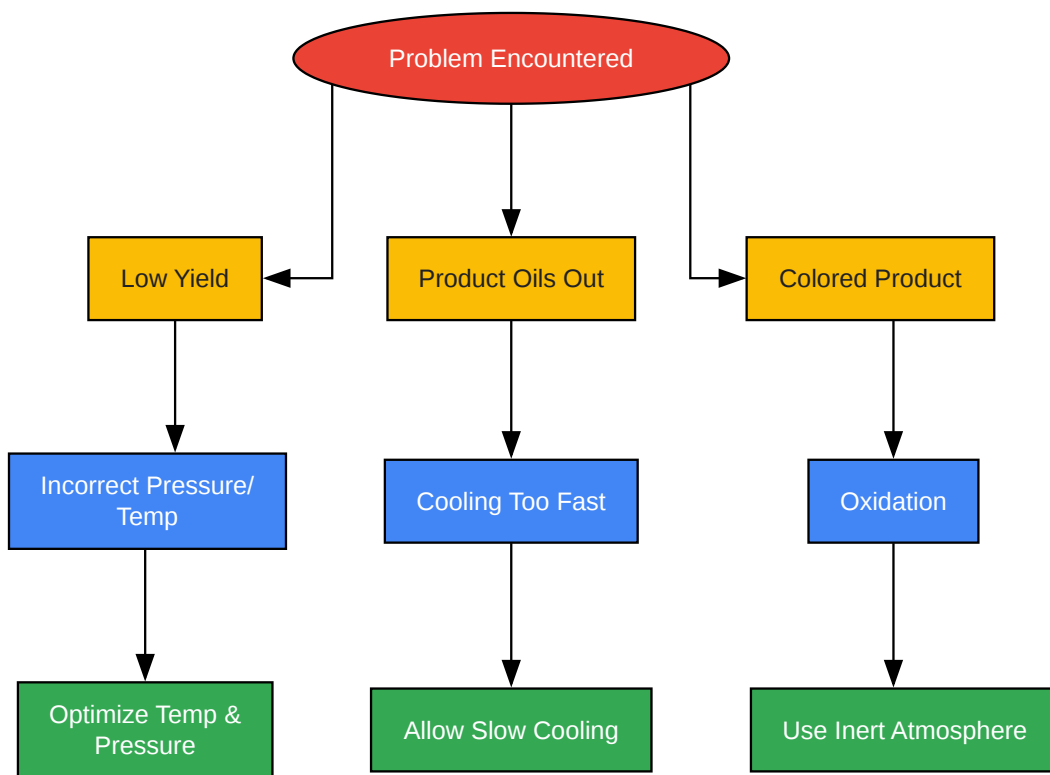 Problem Encountered
Low Yield
Product Oils Out
Colored Product
Incorrect Pressure/
Temp
Cooling Too Fast
Oxidation
Optimize Temp &
Pressure
Allow Slow Cooling
Use Inert Atmosphere